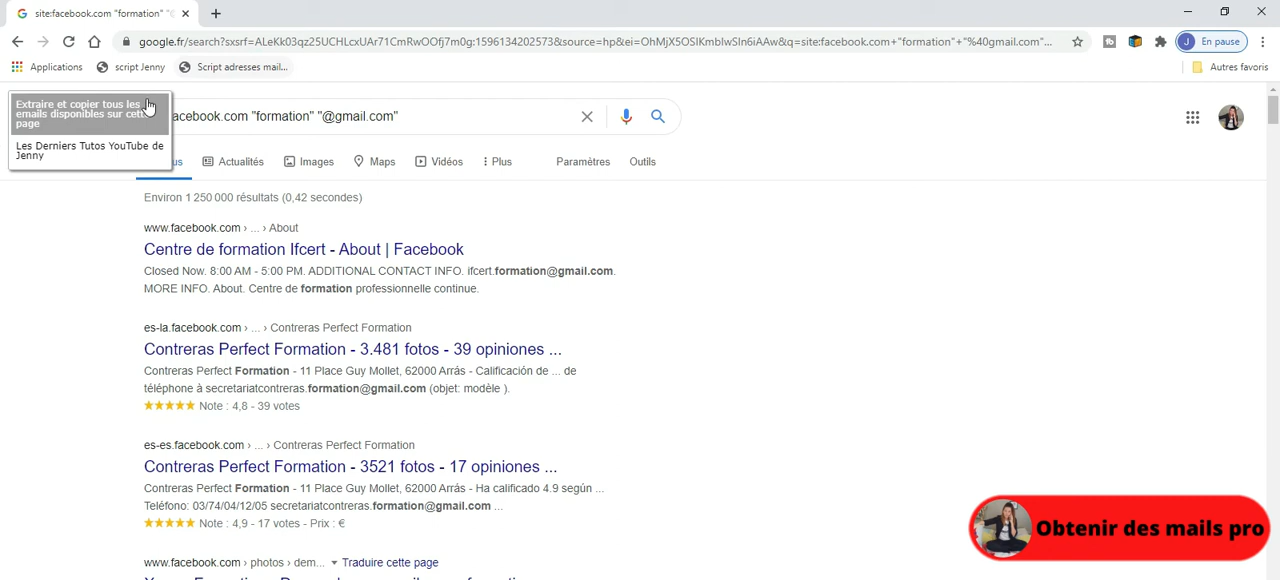 site:facebook.com "formation" "@
google.fr/search?sxsrf=ALeKk03qz25UCHLcxUAr71CmRwOOfj7m0g:1596134202573&source=hp&ei=OhMjX5OSIKmblwSIn6iAAw&q=site:facebook.com+"formation"+"%40gmail.com"...
J En pause
Applications
script Jenny
Script adresses mail...
Autres favoris
Extraire et copier tous les
emails disponibles sur cette
page
Les Derniers Tutos YouTube de
Jenny
acebook.com "formation" "@gmail.com"
us
Actualités
Images
Maps
Vidéos
Plus
Paramètres
Outils
Environ 1 250 000 résultats (0,42 secondes)
www.facebook.com › ... › About
Centre de formation Ifcert - About | Facebook
Closed Now. 8:00 AM - 5:00 PM. ADDITIONAL CONTACT INFO. ifcert.formation@gmail.com.
MORE INFO. About. Centre de formation professionnelle continue.
es-la.facebook.com › ... › Contreras Perfect Formation
Contreras Perfect Formation - 3.481 fotos - 39 opiniones ...
Contreras Perfect Formation - 11 Place Guy Mollet, 62000 Arrás - Calificación de ... de
téléphone à secretariatcontreras.formation@gmail.com (objet: modèle ).
Note : 4,8 - 39 votes
es-es.facebook.com › ... › Contreras Perfect Formation
Contreras Perfect Formation - 3521 fotos - 17 opiniones ...
Contreras Perfect Formation - 11 Place Guy Mollet, 62000 Arrás - Ha calificado 4.9 según ...
Teléfono: 03/74/04/12/05 secretariatcontreras.formation@gmail.com ...
Note : 4,9 - 17 votes - Prix : €
www.facebook.com › photos › dem... Traduire cette page
Obtenir des mails pro